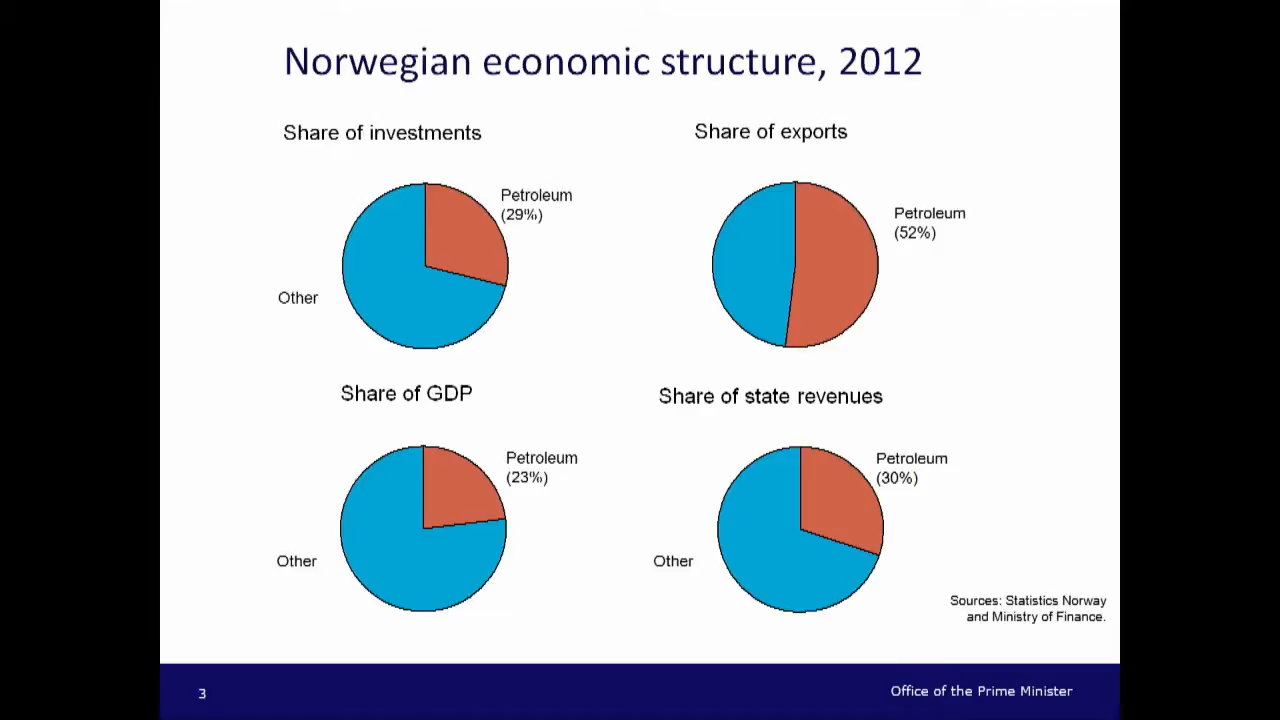 Norwegian economic structure, 2012
Share of investments
Petroleum
(29%)
Other
Share of exports
Petroleum
(52%)
Share of GDP
Petroleum
(23%)
Other
Share of state revenues
Petroleum
(30%)
Other
Sources: Statistics Norway
and Ministry of Finance.
3
Office of the Prime Minister